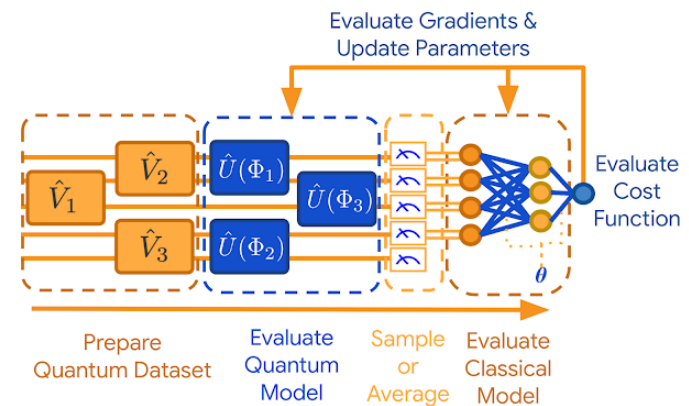 Evaluate Gradients &
Update Parameters
V̂₁
V̂₂
V̂₃
Û(Φ₁)
Û(Φ₂)
Û(Φ₃)
θ
Evaluate
Cost
Function
Prepare
Quantum Dataset
Evaluate
Quantum
Model
Sample
or
Average
Evaluate
Classical
Model